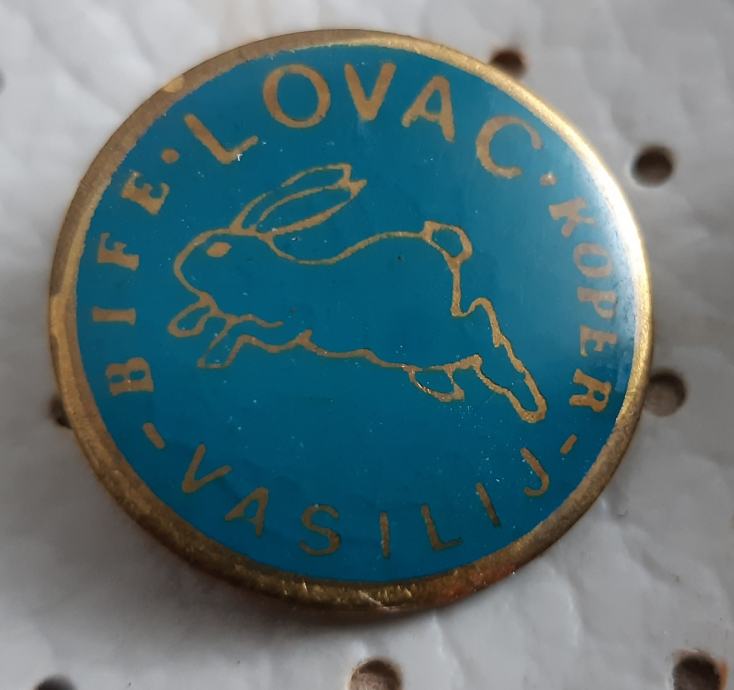 BIFE · LOVAC · KOPER
- VASILIJ -